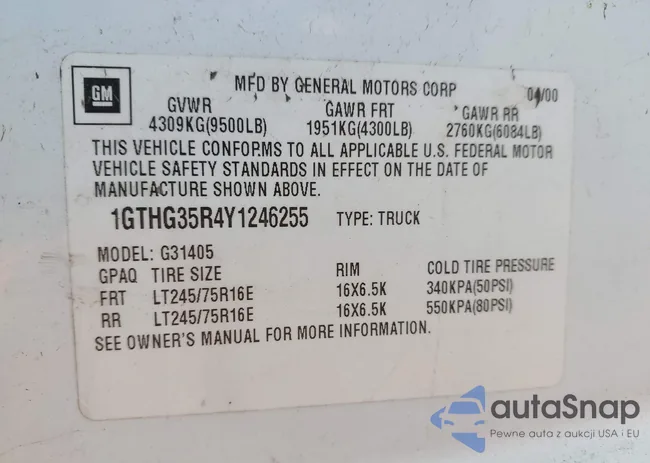 GM
MFD BY GENERAL MOTORS CORP 04/00
GVWR GAWR FRT GAWR RR
4309KG(9500LB) 1951KG(4300LB) 2760KG(6084LB)
THIS VEHICLE CONFORMS TO ALL APPLICABLE U.S. FEDERAL MOTOR
VEHICLE SAFETY STANDARDS IN EFFECT ON THE DATE OF
MANUFACTURE SHOWN ABOVE.
1GTHG35R4Y1246255 TYPE: TRUCK
MODEL: G31405
GPAQ TIRE SIZE RIM COLD TIRE PRESSURE
FRT LT245/75R16E 16X6.5K 340KPA(50PSI)
RR LT245/75R16E 16X6.5K 550KPA(80PSI)
SEE OWNER'S MANUAL FOR MORE INFORMATION.
autaSnap
Pewne auta z aukcji USA i EU